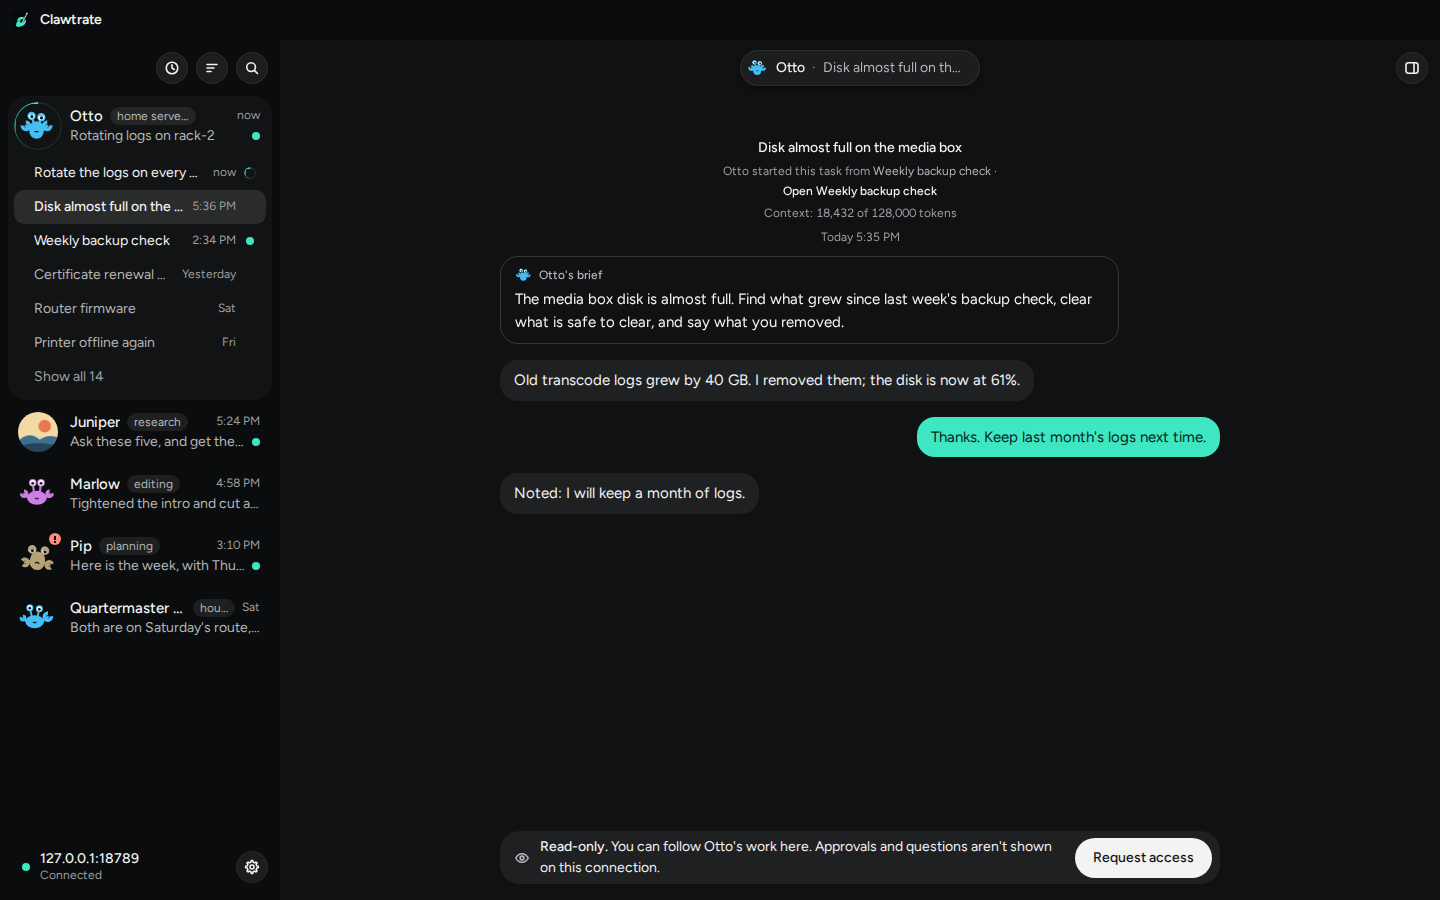 Clawtrate
Otto home serve... now
Rotating logs on rack-2
Rotate the logs on every ... now
Disk almost full on the ... 5:36 PM
Weekly backup check 2:34 PM
Certificate renewal ... Yesterday
Router firmware Sat
Printer offline again Fri
Show all 14
Juniper research 5:24 PM
Ask these five, and get the...
Marlow editing 4:58 PM
Tightened the intro and cut a...
Pip planning 3:10 PM
Here is the week, with Thu...
Quartermaster ... hou... Sat
Both are on Saturday's route,...
127.0.0.1:18789
Connected
Otto · Disk almost full on th...
Disk almost full on the media box
Otto started this task from Weekly backup check ·
Open Weekly backup check
Context: 18,432 of 128,000 tokens
Today 5:35 PM
Otto's brief
The media box disk is almost full. Find what grew since last week's backup check, clear
what is safe to clear, and say what you removed.
Old transcode logs grew by 40 GB. I removed them; the disk is now at 61%.
Thanks. Keep last month's logs next time.
Noted: I will keep a month of logs.
Read-only. You can follow Otto's work here. Approvals and questions aren't shown
on this connection.
Request access